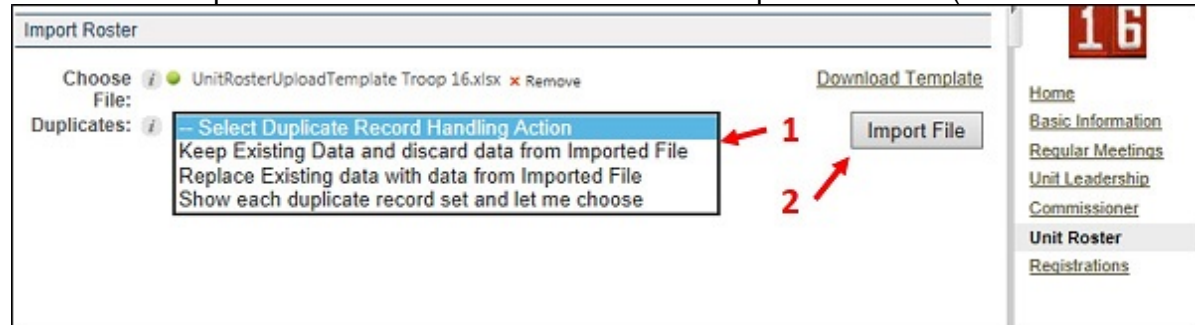 Import Roster
Choose File:
UnitRosterUploadTemplate Troop 16.xlsx × Remove
Download Template
Duplicates:
-- Select Duplicate Record Handling Action
Keep Existing Data and discard data from Imported File
Replace Existing data with data from Imported File
Show each duplicate record set and let me choose
1
Import File
2
16
Home
Basic Information
Regular Meetings
Unit Leadership
Commissioner
Unit Roster
Registrations